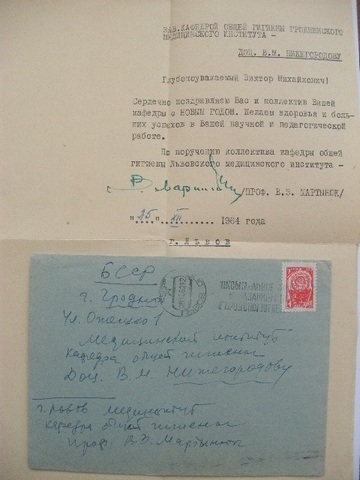 ЗАВ.КАФЕДРОЙ ОБЩЕЙ ГИГИЕНЫ ГРОДНЕНСКОГО
МЕДИЦИНСКОГО ИНСТИТУТА -
ДОЦ. В.М. НИЖЕГОРОДОВУ
Глубокоуважаемый Виктор Михайлович!
Сердечно поздравляем Вас и коллектив Вашей
кафедры с НОВЫМ ГОДОМ. Желаем здоровья и боль-
ших успехов в Вашей научной и педагогической
работе.
По поручению коллектива кафедры общей
гигиены Львовского медицинского института -
/ПРОФ. В.Э. МАРТЫНЮК/
"25" XII 1964 года
г. ЛЬВОВ
БССР
г. Гродно
Ул. Ожешко 1
Медицинский институт
Кафедра общей гигиены
Доц. В.М Нижегородову
г. Львов мединститут
кафедра общей гигиены
проф. В.Э. Мартынюк